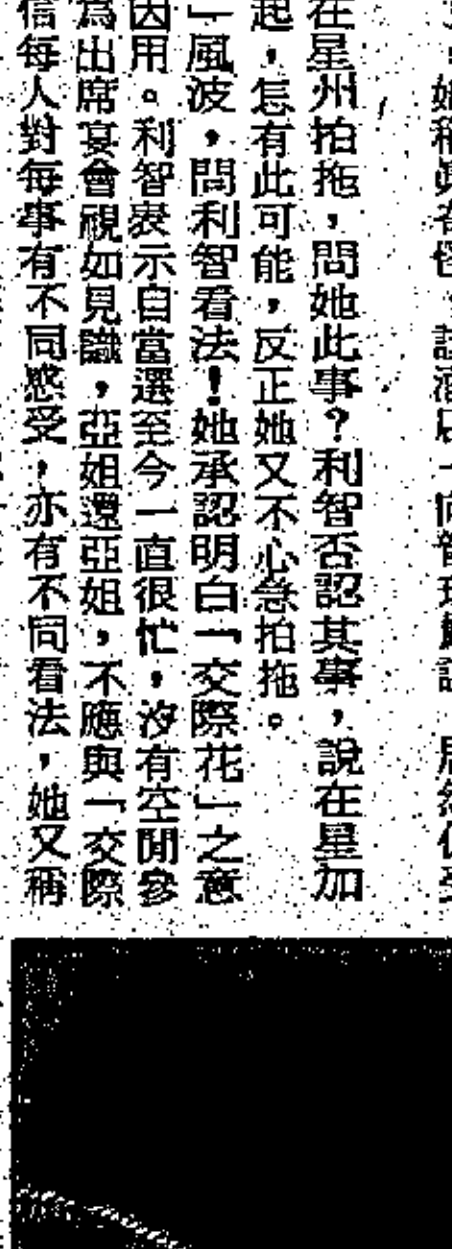 在星州拍拖，問她此事？利智否認其事，說在星加
起，怎有此可能，反正她又不心急拍拖。
」風波，問利智看法！她承認明白「交際花」之意
因用。利智表示自當選至今一直很忙，沒有空閒參
為出席宴會視如見識，亞姐還亞姐，不應與「交際
信每人對每事有不同感受，亦有不同看法，她又稱